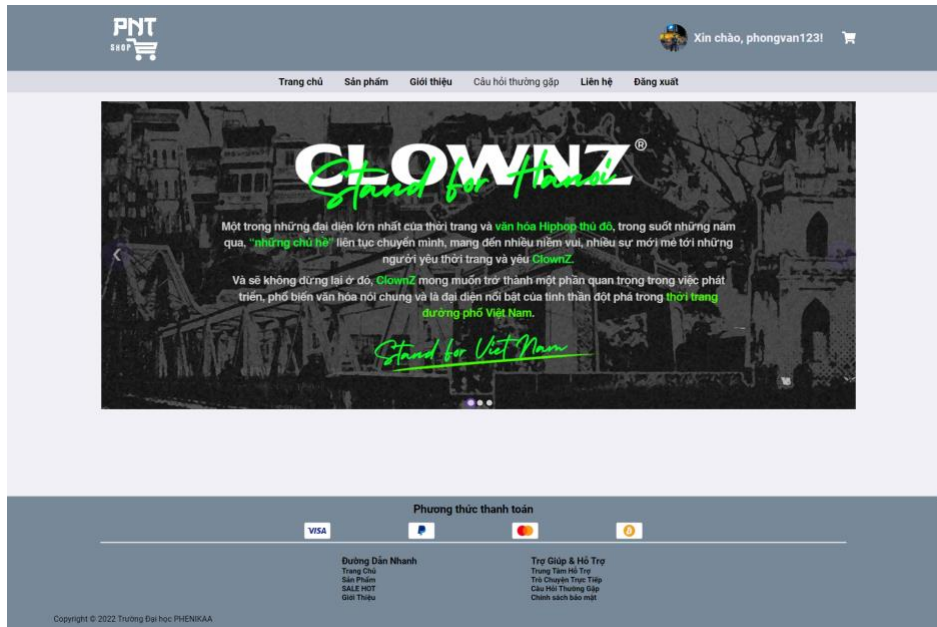 PNT
SHOP
Xin chào, phongvan123!
Trang chủ Sản phẩm Giới thiệu Câu hỏi thường gặp Liên hệ Đăng xuất
CLOWNZ®
Stand for Hanoi
Một trong những đại diện lớn nhất của thời trang và văn hóa Hiphop thủ đô, trong suốt những năm
qua, "những chú hề" liên tục chuyển mình, mang đến nhiều niềm vui, nhiều sự mới mẻ tới những
người yêu thời trang và yêu ClownZ.
Và sẽ không dừng lại ở đó, ClownZ mong muốn trở thành một phần quan trọng trong việc phát
triển, phổ biến văn hóa nói chung và là đại diện nổi bật của tinh thần đột phá trong thời trang
đường phố Việt Nam.
Stand for Viet Nam
Phương thức thanh toán
VISA
Đường Dẫn Nhanh
Trang Chủ
Sản Phẩm
SALE HOT
Giới Thiệu
Trợ Giúp & Hỗ Trợ
Trung Tâm Hỗ Trợ
Trò Chuyện Trực Tiếp
Câu Hỏi Thường Gặp
Chính sách bảo mật
Copyright © 2022 Trường Đại học PHENIKAA